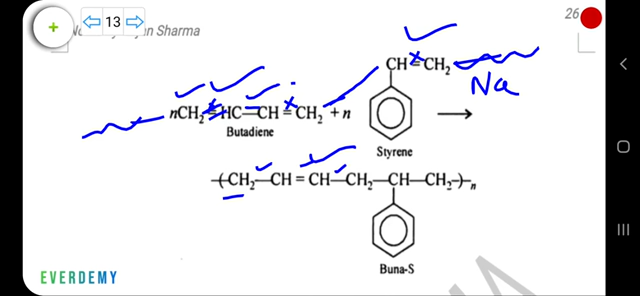 13
26
Sharma
CH=CH₂
Na
nCH₂=HC=CH=CH₂ + n
Butadiene
Styrene
-(CH₂-CH=CH-CH₂-CH-CH₂-)ₙ
Buna-S
EVERDEMY